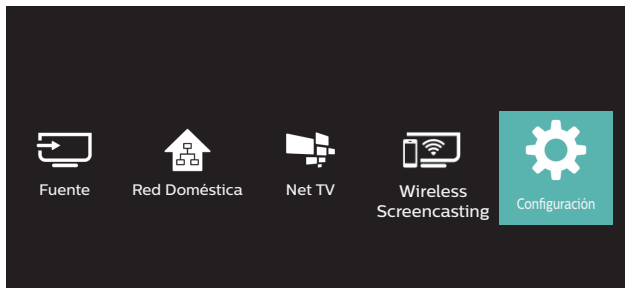 Fuente
Red Doméstica
Net TV
Wireless
Screencasting
Configuración